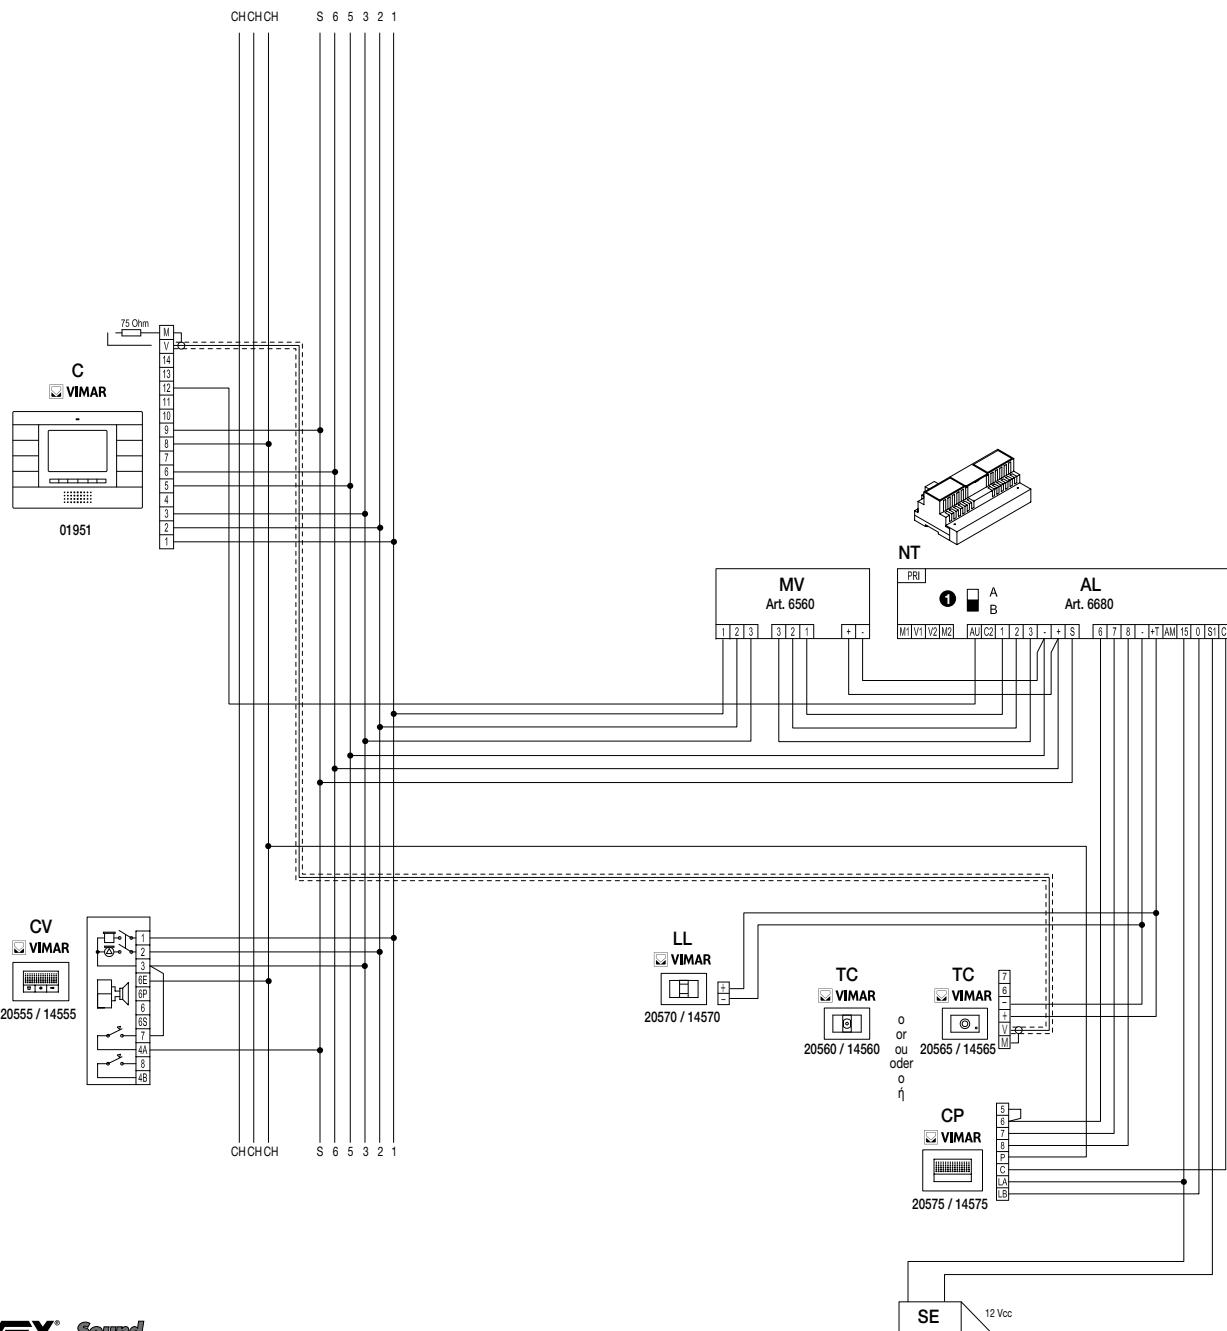 CH CH CH S 6 5 3 2 1
75 Ohm
M
V
14
13
12
11
10
9
8
7
6
5
4
3
2
1
C
VIMAR
01951
NT
PRI
MV
Art. 6560
1 2 3 3 2 1 + -
1 A
B
AL
Art. 6680
M1 V1 V2 M2 AU C2 1 2 3 - + S 6 7 8 - +T AM 15 0 S1 C
CV
VIMAR
20555 / 14555
1
2
3
6E
6P
6
6S
7
4A
8
4B
LL
VIMAR
+
-
20570 / 14570
TC
VIMAR
20560 / 14560
o
or
ou
oder
o
ή
TC
VIMAR
20565 / 14565
7
6
-
+
V
M
CP
VIMAR
20575 / 14575
5
6
7
8
P
C
LA
LB
CH CH CH S 6 5 3 2 1
SE
12 Vcc
Sound